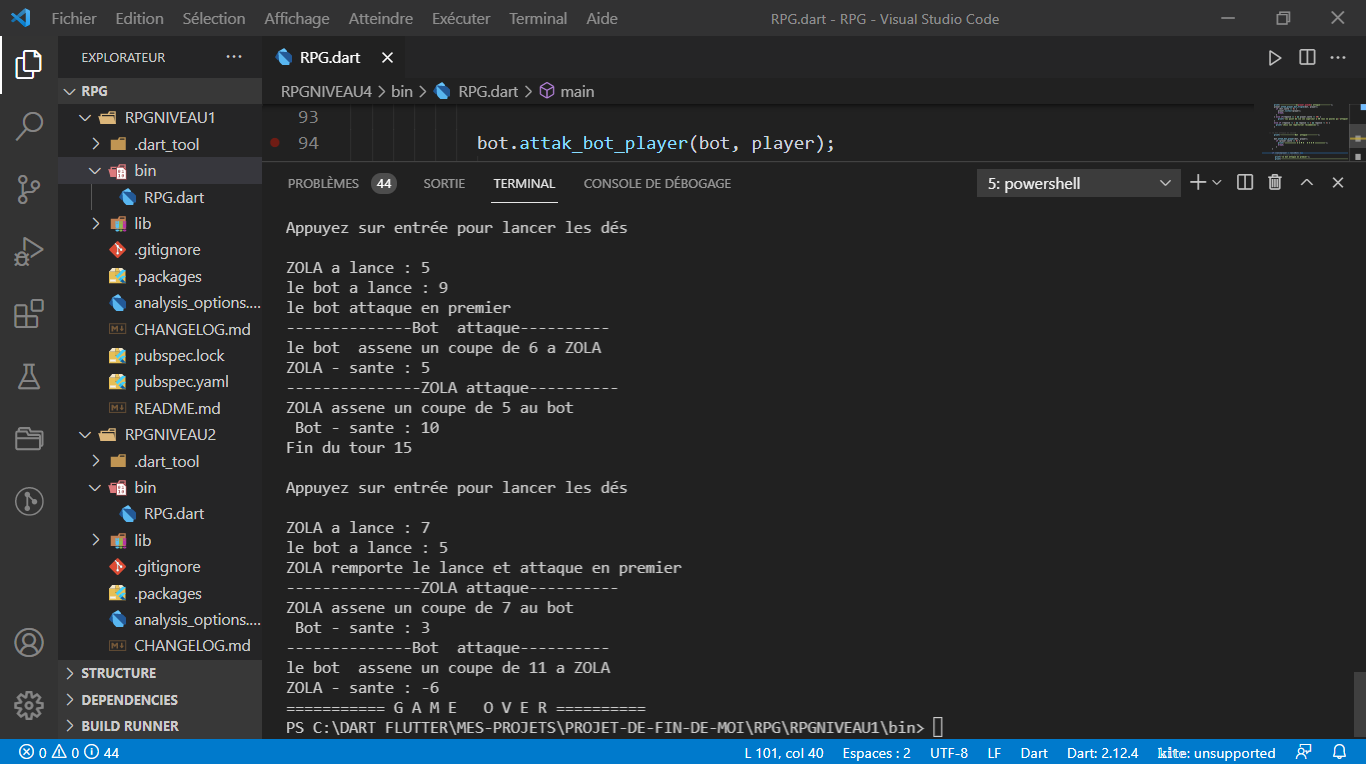 Fichier Edition Sélection Affichage Atteindre Exécuter Terminal Aide RPG.dart - RPG - Visual Studio Code
EXPLORATEUR
RPG
RPGNIVEAU1
.dart_tool
bin
RPG.dart
lib
.gitignore
.packages
analysis_options....
CHANGELOG.md
pubspec.lock
pubspec.yaml
README.md
RPGNIVEAU2
.dart_tool
bin
RPG.dart
lib
.gitignore
.packages
analysis_options....
CHANGELOG.md
STRUCTURE
DEPENDENCIES
BUILD RUNNER
RPG.dart
RPGNIVEAU4 > bin > RPG.dart > main
93
94 bot.attak_bot_player(bot, player);
PROBLÈMES 44 SORTIE TERMINAL CONSOLE DE DÉBOGAGE 5: powershell
Appuyez sur entrée pour lancer les dés
ZOLA a lance : 5
le bot a lance : 9
le bot attaque en premier
--------------Bot  attaque----------
le bot  assene un coupe de 6 a ZOLA
ZOLA - sante : 5
---------------ZOLA attaque----------
ZOLA assene un coupe de 5 au bot
Bot - sante : 10
Fin du tour 15
Appuyez sur entrée pour lancer les dés
ZOLA a lance : 7
le bot a lance : 5
ZOLA remporte le lance et attaque en premier
---------------ZOLA attaque----------
ZOLA assene un coupe de 7 au bot
Bot - sante : 3
--------------Bot  attaque----------
le bot  assene un coupe de 11 a ZOLA
ZOLA - sante : -6
=========== G A M E   O V E R ==========
PS C:\DART FLUTTER\MES-PROJETS\PROJET-DE-FIN-DE-MOI\RPG\RPGNIVEAU1\bin>
0 0 44 L 101, col 40 Espaces : 2 UTF-8 LF Dart Dart: 2.12.4 kite: unsupported